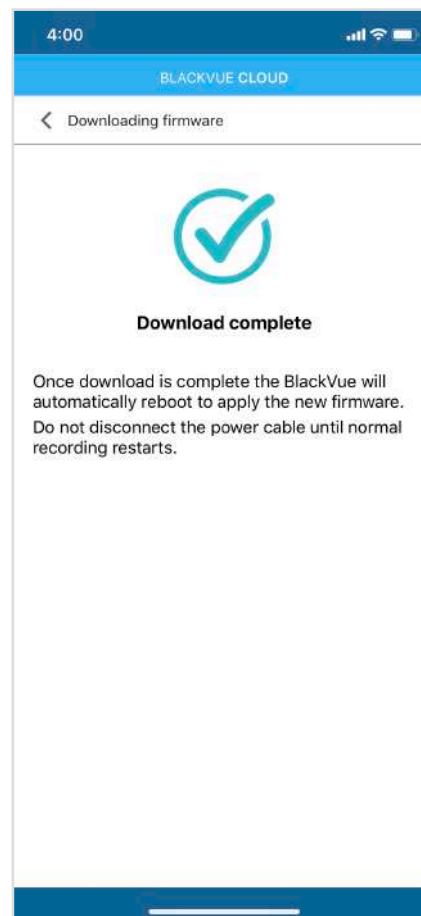 4:00
BLACKVUE CLOUD
Downloading firmware
Download complete
Once download is complete the BlackVue will
automatically reboot to apply the new firmware.
Do not disconnect the power cable until normal
recording restarts.